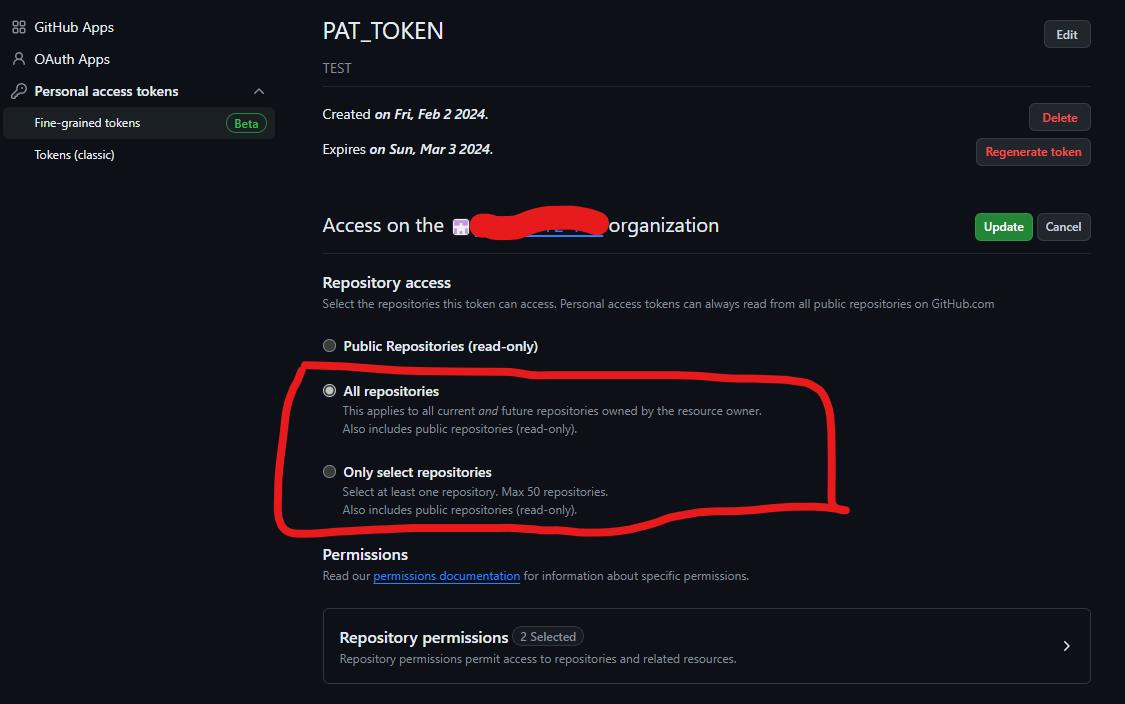 GitHub Apps
OAuth Apps
Personal access tokens
Fine-grained tokens
Beta
Tokens (classic)
PAT_TOKEN
Edit
TEST
Created on Fri, Feb 2 2024.
Delete
Expires on Sun, Mar 3 2024.
Regenerate token
Access on the organization
Update
Cancel
Repository access
Select the repositories this token can access. Personal access tokens can always read from all public repositories on GitHub.com
Public Repositories (read-only)
All repositories
This applies to all current and future repositories owned by the resource owner.
Also includes public repositories (read-only).
Only select repositories
Select at least one repository. Max 50 repositories.
Also includes public repositories (read-only).
Permissions
Read our permissions documentation for information about specific permissions.
Repository permissions 2 Selected
Repository permissions permit access to repositories and related resources.